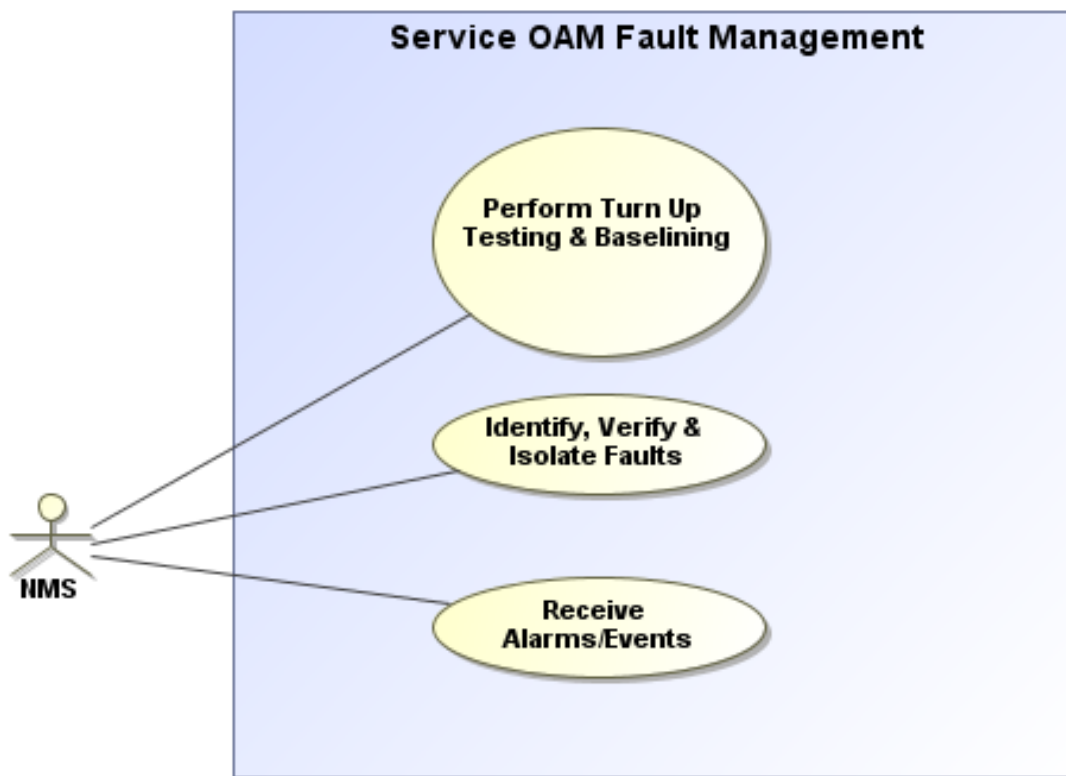 Service OAM Fault Management
Perform Turn Up
Testing & Baselining
Identify, Verify &
Isolate Faults
NMS
Receive
Alarms/Events